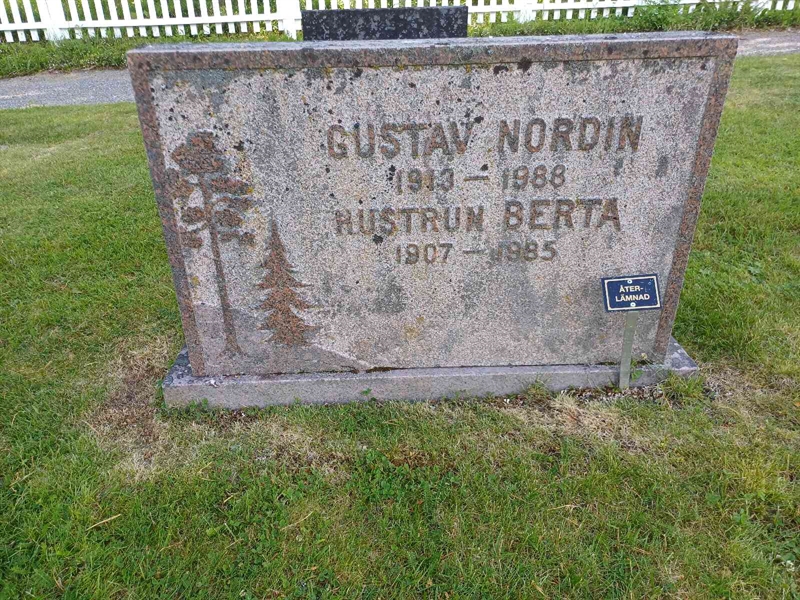 GUSTAV NORDIN
1913 — 1988
HUSTRUN BERTA
1907 — 1985
ÅTER-
LÄMNAD